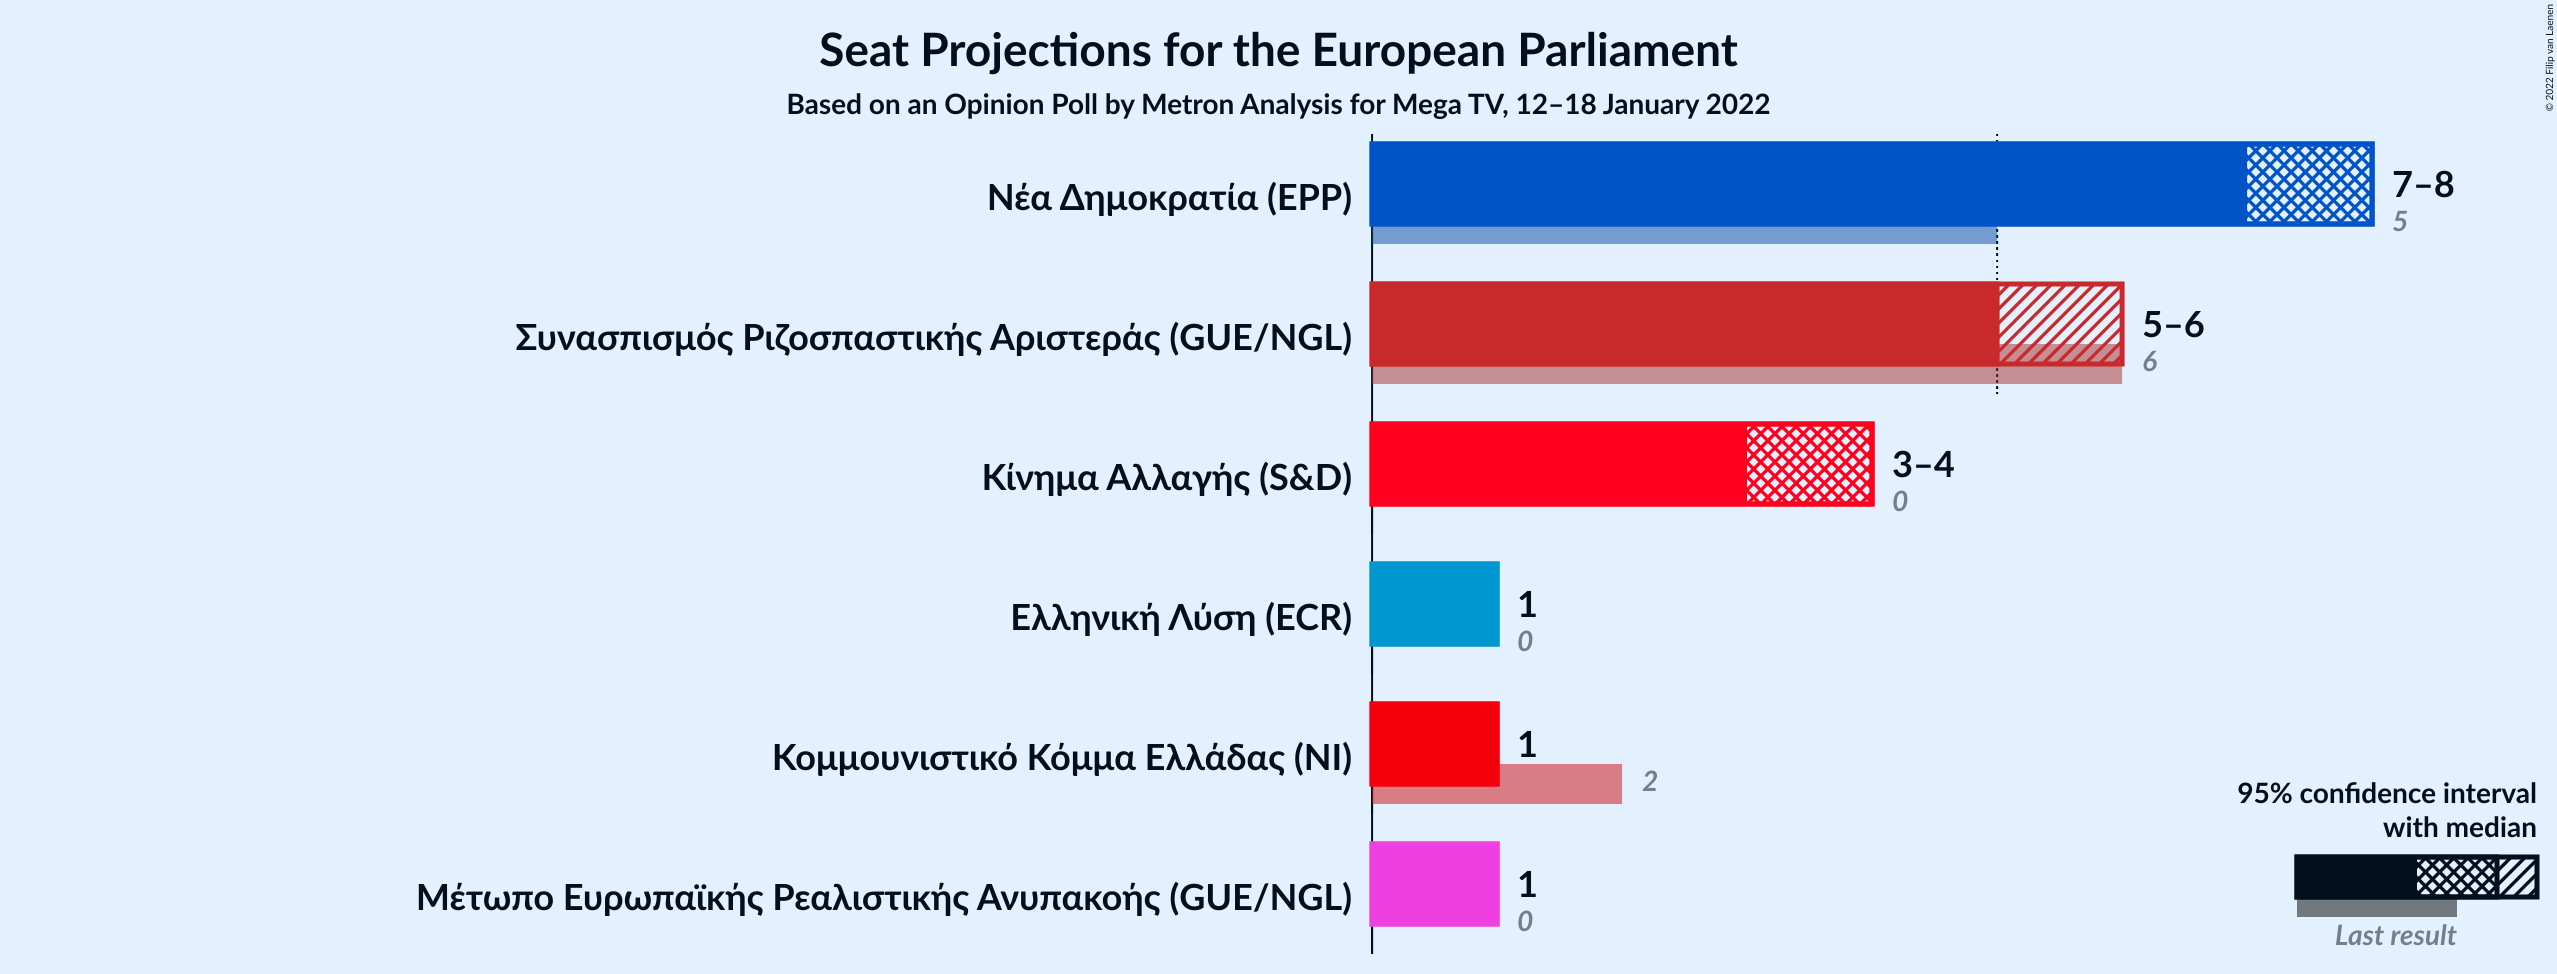 Seat Projections for the European Parliament
Based on an Opinion Poll by Metron Analysis for Mega TV, 12–18 January 2022
© 2022 Filip van Laenen
Νέα Δημοκρατία (EPP)
7–8
5
Συνασπισμός Ριζοσπαστικής Αριστεράς (GUE/NGL)
5–6
6
Κίνημα Αλλαγής (S&D)
3–4
0
Ελληνική Λύση (ECR)
1
0
Κομμουνιστικό Κόμμα Ελλάδας (NI)
1
2
Μέτωπο Ευρωπαϊκής Ρεαλιστικής Ανυπακοής (GUE/NGL)
1
0
95% confidence interval
with median
Last result